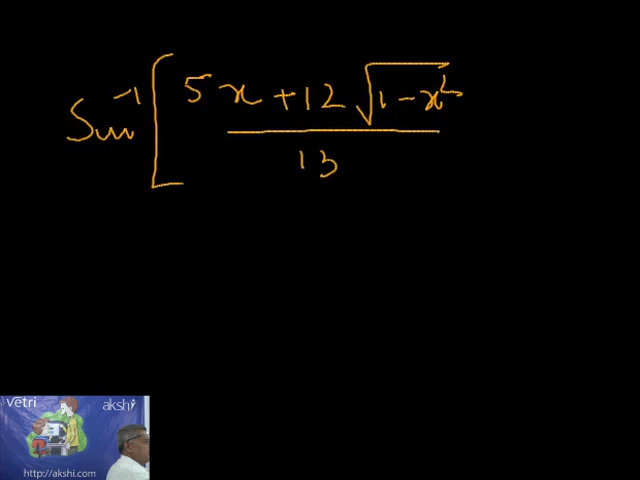 Sin⁻¹ [ 5x + 12 √1 − x²
13
vetri akshi
http://akshi.com